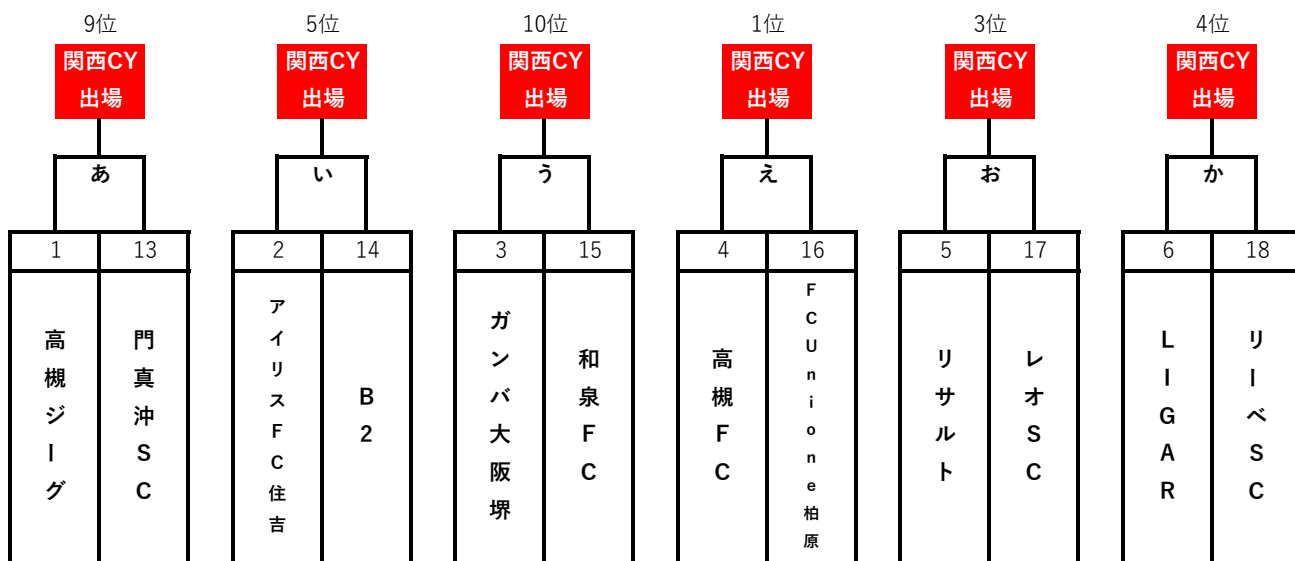 9位
5位
10位
1位
3位
4位
関西CY
出場
関西CY
出場
関西CY
出場
関西CY
出場
関西CY
出場
関西CY
出場
あ
い
う
え
お
か
1
13
2
14
3
15
4
16
5
17
6
18
高槻ジーグ
門真沖SC
アイリスFC住吉
B2
ガンバ大阪堺
和泉FC
高槻FC
FCUnione柏原
リサルト
レオSC
LIGAR
リーベSC